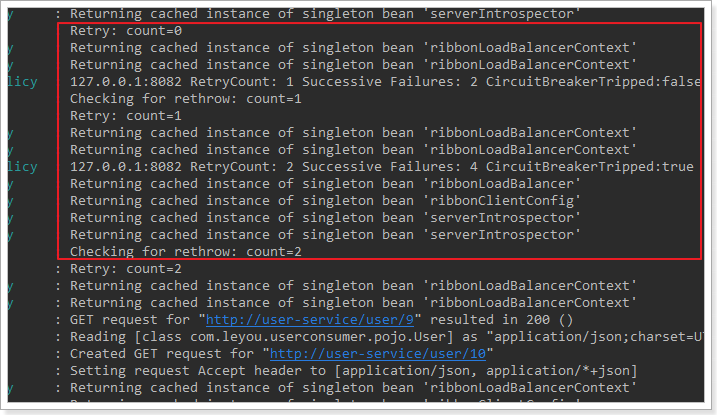 y : Returning cached instance of singleton bean 'serverIntrospector'
Retry: count=0
y Returning cached instance of singleton bean 'ribbonLoadBalancerContext'
y Returning cached instance of singleton bean 'ribbonLoadBalancerContext'
licy 127.0.0.1:8082 RetryCount: 1 Successive Failures: 2 CircuitBreakerTripped:false
Checking for rethrow: count=1
Retry: count=1
y Returning cached instance of singleton bean 'ribbonLoadBalancerContext'
y Returning cached instance of singleton bean 'ribbonLoadBalancerContext'
licy 127.0.0.1:8082 RetryCount: 2 Successive Failures: 4 CircuitBreakerTripped:true
y Returning cached instance of singleton bean 'ribbonLoadBalancer'
y Returning cached instance of singleton bean 'ribbonClientConfig'
y Returning cached instance of singleton bean 'serverIntrospector'
y Returning cached instance of singleton bean 'serverIntrospector'
Checking for rethrow: count=2
: Retry: count=2
y : Returning cached instance of singleton bean 'ribbonLoadBalancerContext'
y : Returning cached instance of singleton bean 'ribbonLoadBalancerContext'
: GET request for "http://user-service/user/9" resulted in 200 ()
: Reading [class com.leyou.userconsumer.pojo.User] as "application/json;charset=U
: Created GET request for "http://user-service/user/10"
: Setting request Accept header to [application/json, application/*+json]
y : Returning cached instance of singleton bean 'ribbonLoadBalancerContext'